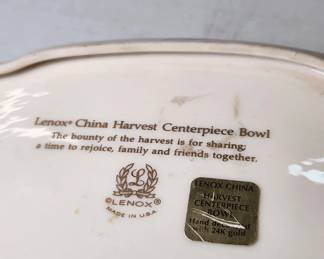 Lenox® China Harvest Centerpiece Bowl
The bounty of the harvest is for sharing;
a time to rejoice, family and friends together.
L
©LENOX®
MADE IN U.S.A.
LENOX CHINA
HARVEST
CENTERPIECE
BOWL
Hand decorated
with 24K gold